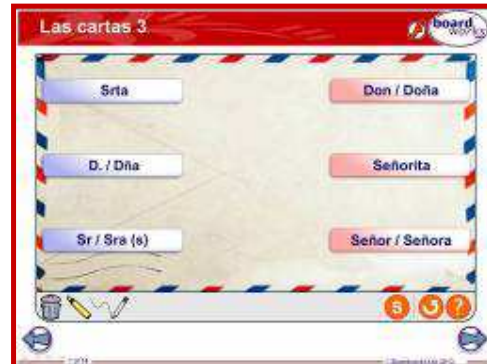 Las cartas 3
board
works
Srta
Don / Doña
D. / Dña
Señorita
Sr / Sra (s)
Señor / Señora
S
?